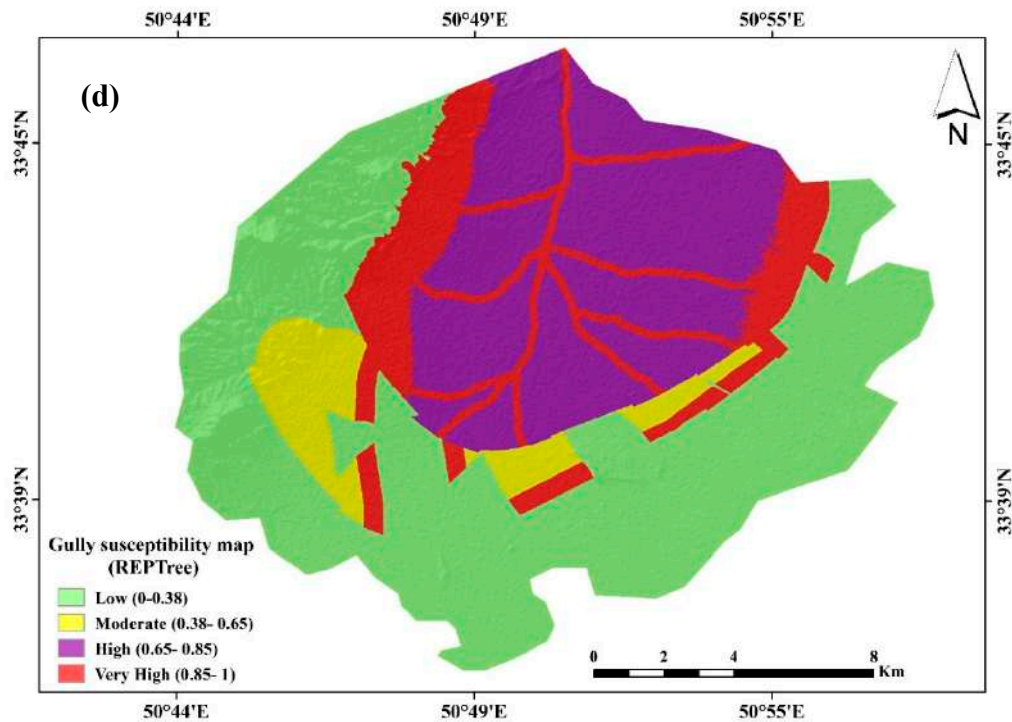 50°44'E 50°49'E 50°55'E
(d)
N
33°45'N 33°45'N
33°39'N 33°39'N
Gully susceptibility map
(REPTree)
Low (0-0.38)
Moderate (0.38- 0.65)
High (0.65- 0.85)
Very High (0.85- 1)
0 2 4 8
Km
50°44'E 50°49'E 50°55'E